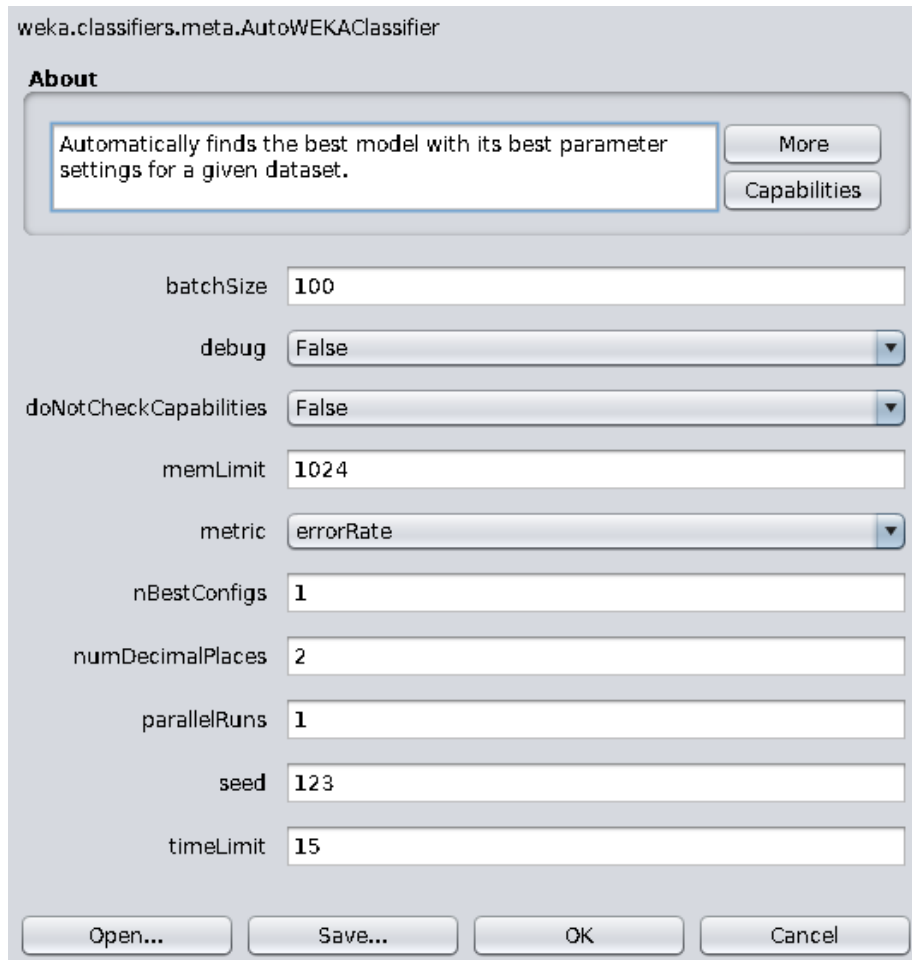 weka.classifiers.meta.AutoWEKAClassifier
About
Automatically finds the best model with its best parameter
settings for a given dataset.
More
Capabilities
batchSize 100
debug False
doNotCheckCapabilities False
memLimit 1024
metric errorRate
nBestConfigs 1
numDecimalPlaces 2
parallelRuns 1
seed 123
timeLimit 15
Open... Save... OK Cancel